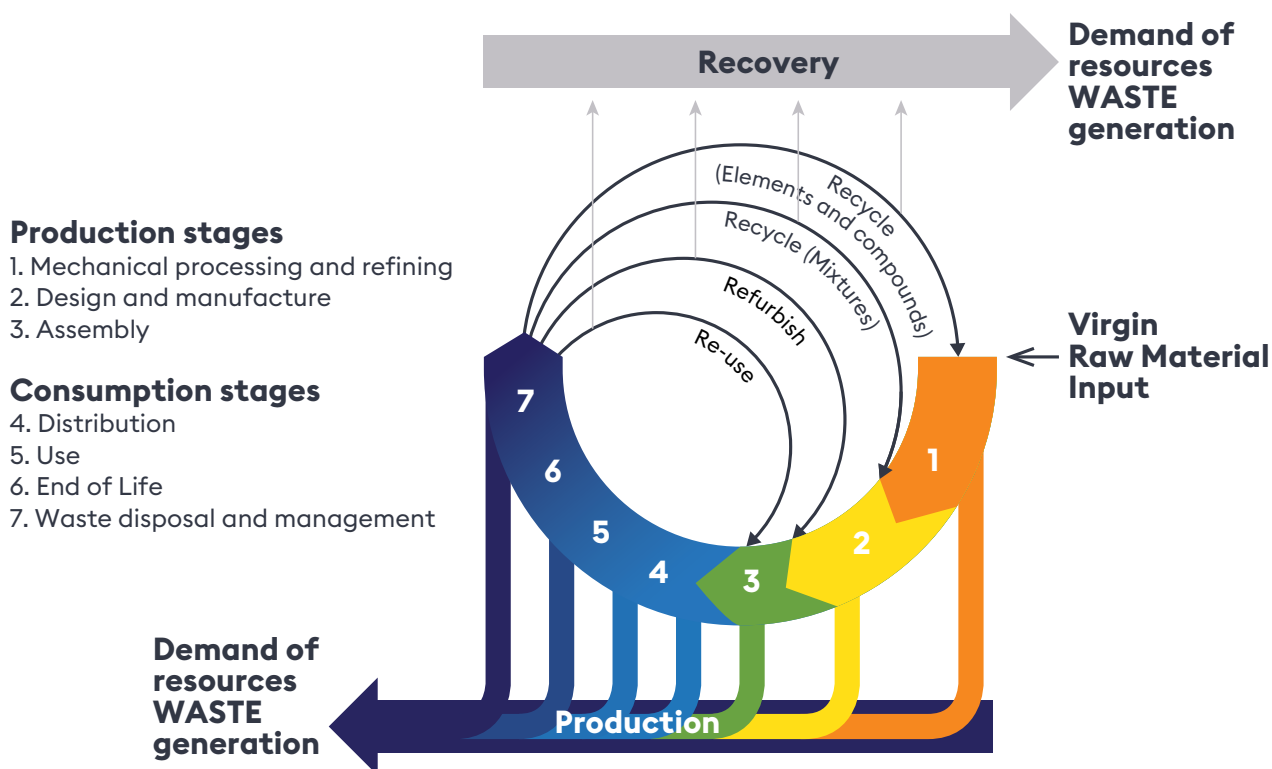 Recovery
Demand of
resources
WASTE
generation
Recycle
(Elements and compounds)
Recycle (Mixtures)
Refurbish
Re-use
Production stages
1. Mechanical processing and refining
2. Design and manufacture
3. Assembly
Consumption stages
4. Distribution
5. Use
6. End of Life
7. Waste disposal and management
Virgin
Raw Material
Input
7
6
5
4
3
2
1
Demand of
resources
WASTE
generation
Production